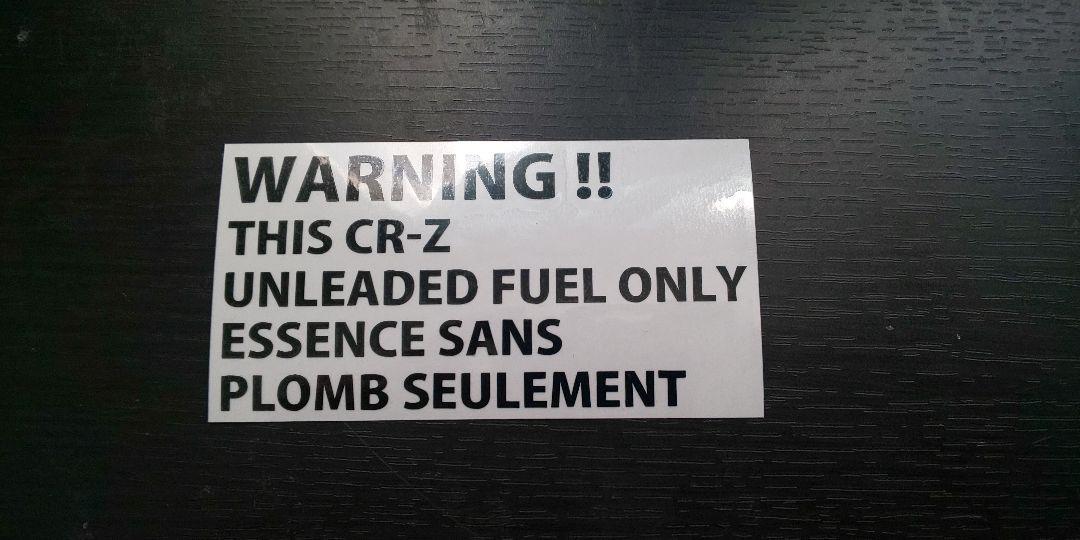 WARNING !!
THIS CR-Z
UNLEADED FUEL ONLY
ESSENCE SANS
PLOMB SEULEMENT